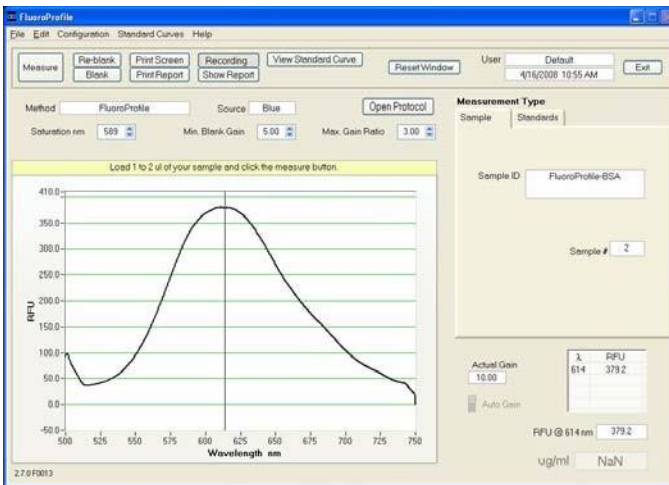 FluoroProfile
File Edit Configuration Standard Curves Help
Measure
Re-blank
Blank
Print Screen
Print Report
Recording
Show Report
View Standard Curve
Reset Window
User
Default
4/16/2008 10:55 AM
Exit
Method FluoroProfile Source Blue Open Protocol
Saturation nm 589 Min. Blank Gain 5.00 Max. Gain Ratio 3.00
Load 1 to 2 ul of your sample and click the measure button.
RFU
410.0
350.0
300.0
250.0
200.0
150.0
100.0
50.0
0.0
-50.0
500 525 550 575 600 625 650 675 700 725 750
Wavelength nm
2.7.0 F0013
Measurement Type
Sample Standards
Sample ID FluoroProfile-BSA
Sample # 2
Actual Gain
10.00
Auto Gain
λ RFU
614 379.2
RFU @ 614 nm 379.2
ug/ml NaN